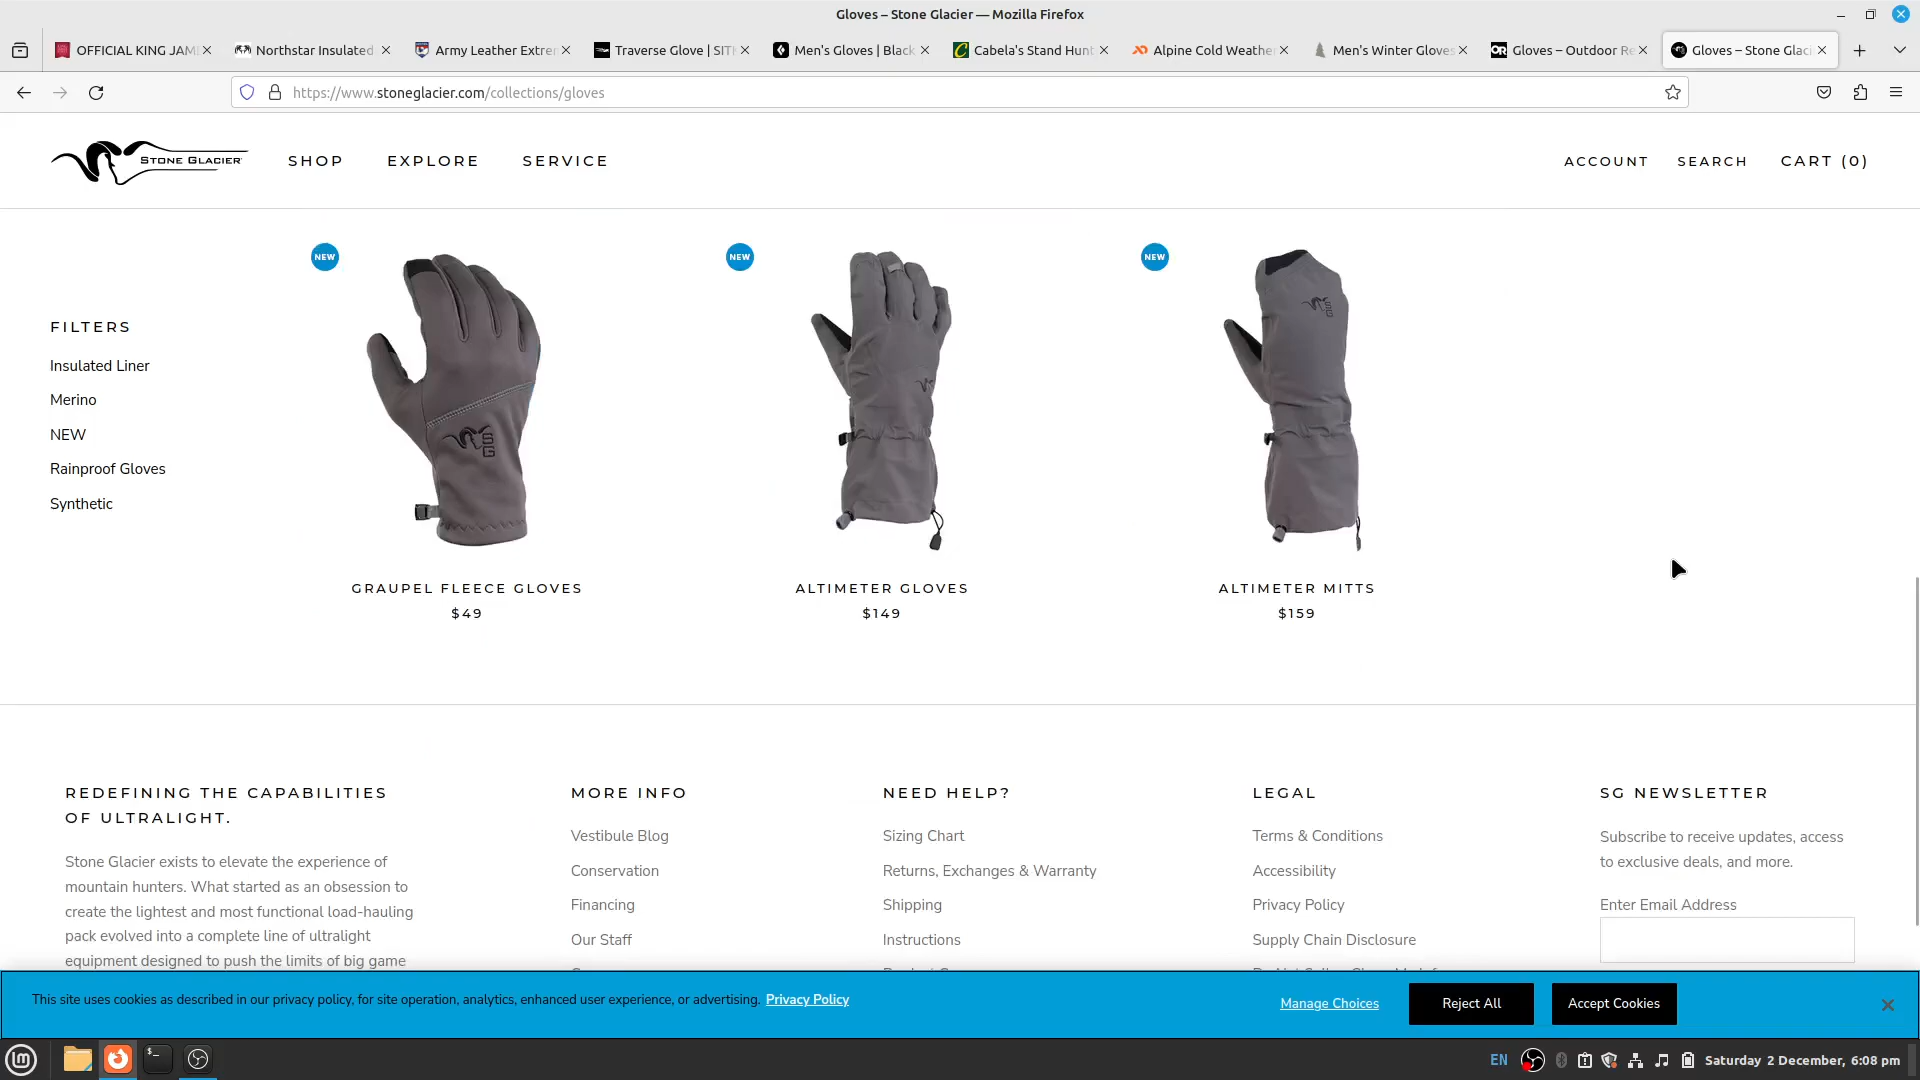 Gloves – Stone Glacier — Mozilla Firefox
OFFICIAL KING JAM
Northstar Insulated
Army Leather Extre
Traverse Glove | SIT
Men's Gloves | Black
Cabela's Stand Hunt
Alpine Cold Weathe
Men's Winter Gloves
Gloves – Outdoor Re
Gloves – Stone Glaci
https://www.stoneglacier.com/collections/gloves
STONE GLACIER
SHOP
EXPLORE
SERVICE
ACCOUNT
SEARCH
CART (0)
NEW
NEW
NEW
FILTERS
Insulated Liner
Merino
NEW
Rainproof Gloves
Synthetic
SG
GRAUPEL FLEECE GLOVES
$49
ALTIMETER GLOVES
$149
ALTIMETER MITTS
$159
REDEFINING THE CAPABILITIES
OF ULTRALIGHT.
Stone Glacier exists to elevate the experience of
mountain hunters. What started as an obsession to
create the lightest and most functional load-hauling
pack evolved into a complete line of ultralight
equipment designed to push the limits of big game
MORE INFO
Vestibule Blog
Conservation
Financing
Our Staff
NEED HELP?
Sizing Chart
Returns, Exchanges & Warranty
Shipping
Instructions
LEGAL
Terms & Conditions
Accessibility
Privacy Policy
Supply Chain Disclosure
SG NEWSLETTER
Subscribe to receive updates, access
to exclusive deals, and more.
Enter Email Address
This site uses cookies as described in our privacy policy, for site operation, analytics, enhanced user experience, or advertising. Privacy Policy
Manage Choices
Reject All
Accept Cookies
EN
Saturday 2 December, 6:08 pm